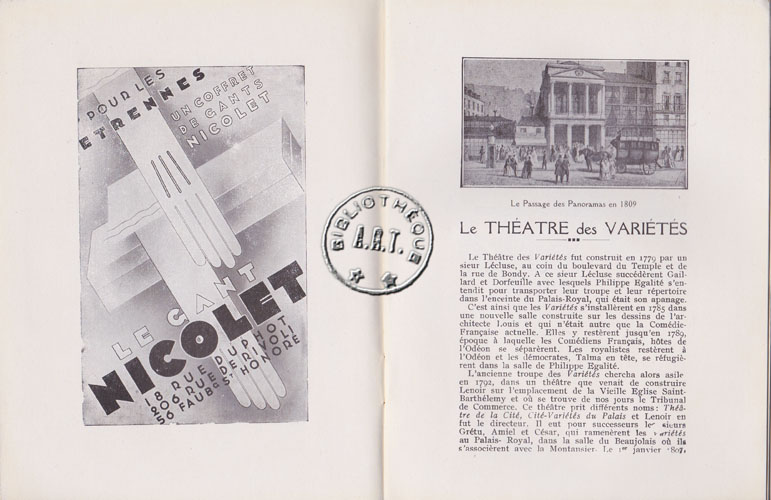 POUR LES
ETRENNES
UN COFFRET
DE GANTS
NICOLET
LE GANT
NICOLET
18 RUE DUPHOT
206 RUE DE RIVOLI
56 FAUBG ST HONORE
BIBLIOTHÈQUE
A.R.T.
Le Passage des Panoramas en 1809
LE THÉATRE des VARIÉTÉS
Le Théâtre des Variétés fut construit en 1779 par un
sieur Lécluse, au coin du boulevard du Temple et de
la rue de Bondy. A ce sieur Lécluse succédèrent Gail-
lard et Dorfeuille avec lesquels Philippe Egalité s'en-
tendit pour transporter leur troupe et leur répertoire
dans l'enceinte du Palais-Royal, qui était son apanage.
C'est ainsi que les Variétés s'installèrent en 1785 dans
une nouvelle salle construite sur les dessins de l'ar-
chitecte Louis et qui n'était autre que la Comédie-
Française actuelle. Elles y restèrent jusqu'en 1789,
époque à laquelle les Comédiens Français, hôtes de
l'Odéon se séparèrent. Les royalistes restèrent à
l'Odéon et les démocrates, Talma en tête, se réfugiè-
rent dans la salle de Philippe Egalité.
L'ancienne troupe des Variétés chercha alors asile
en 1792, dans un théâtre que venait de construire
Lenoir sur l'emplacement de la Vieille Eglise Saint-
Barthélemy et où se trouve de nos jours le Tribunal
de Commerce. Ce théâtre prit différents noms : Théâ-
tre de la Cité, Cité-Variétés du Palais et Lenoir en
fut le directeur. Il eut pour successeurs les sieurs
Grétu, Amiel et César, qui ramenèrent les Variétés
au Palais-Royal, dans la salle du Beaujolais où ils
s'associèrent avec la Montansier. Le 1er janvier 1807,